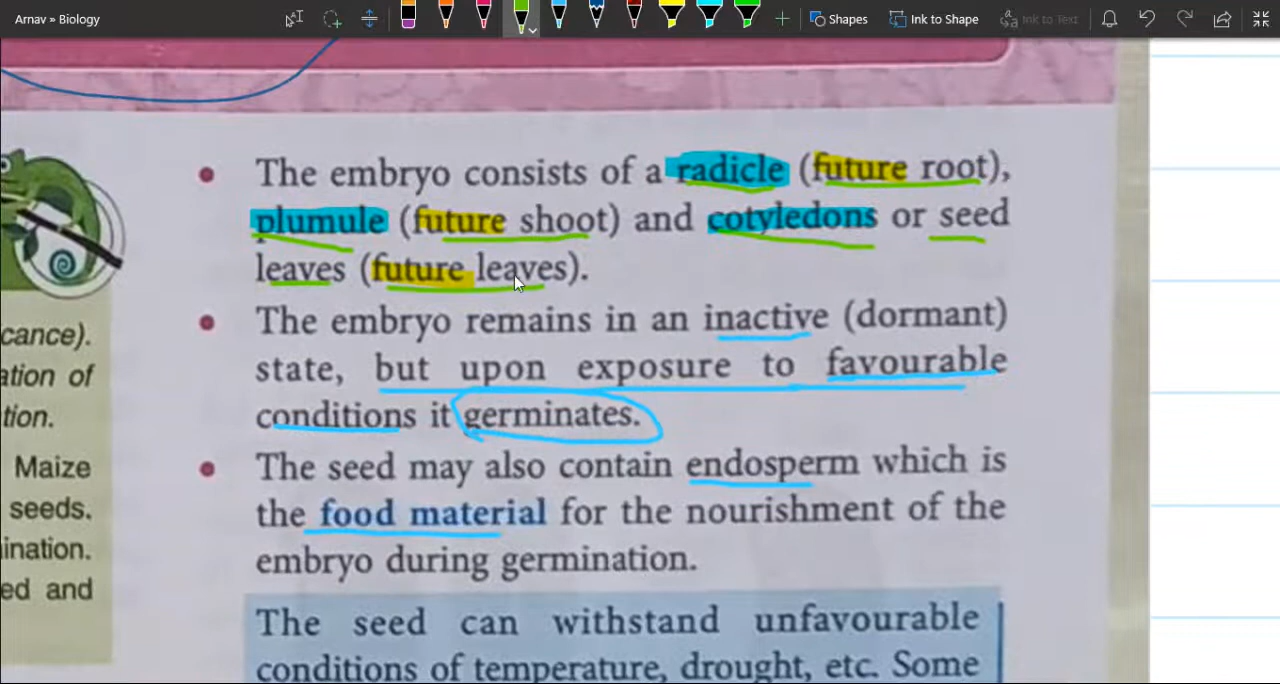 Arnav » Biology
Shapes
Ink to Shape
Ink to Text
• The embryo consists of a radicle (future root),
plumule (future shoot) and cotyledons or seed
leaves (future leaves).
• The embryo remains in an inactive (dormant)
state, but upon exposure to favourable
conditions it germinates.
• The seed may also contain endosperm which is
the food material for the nourishment of the
embryo during germination.
The seed can withstand unfavourable
conditions of temperature, drought, etc. Some
cance).
ation of
tion.
Maize
seeds.
ination.
ed and